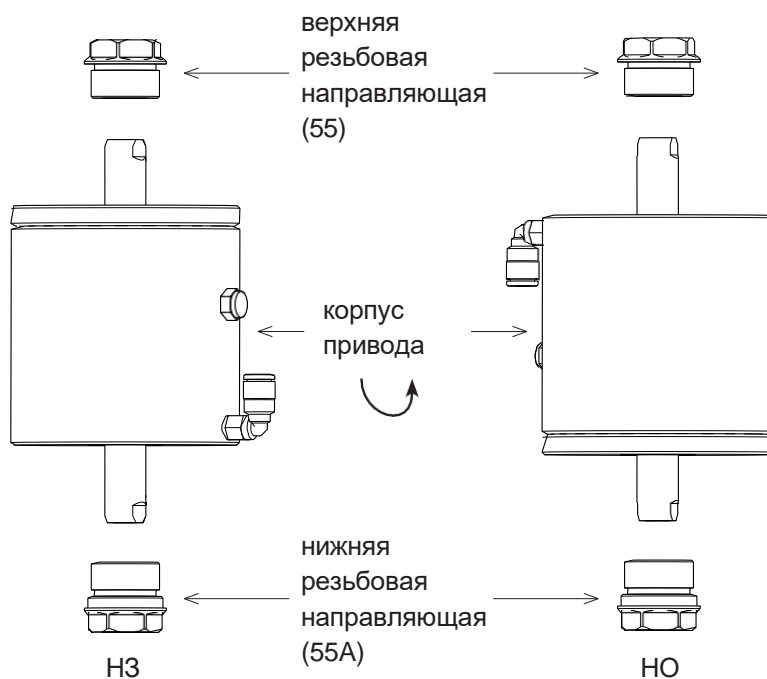 верхняя
резьбовая
направляющая
(55)
корпус
привода
нижняя
резьбовая
направляющая
(55A)
НЗ
НО